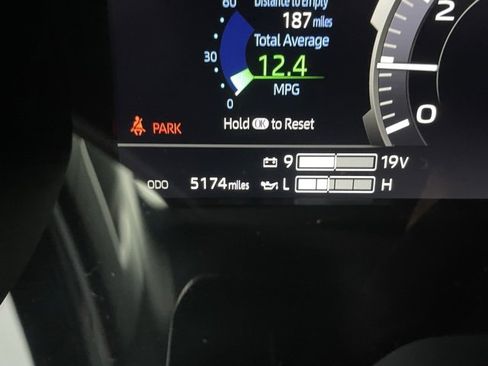 60 Distance to Empty
187 miles
30 Total Average
12.4
0 MPG
Hold OK to Reset
2
0
PARK
9 19V
ODO 5174 miles L H